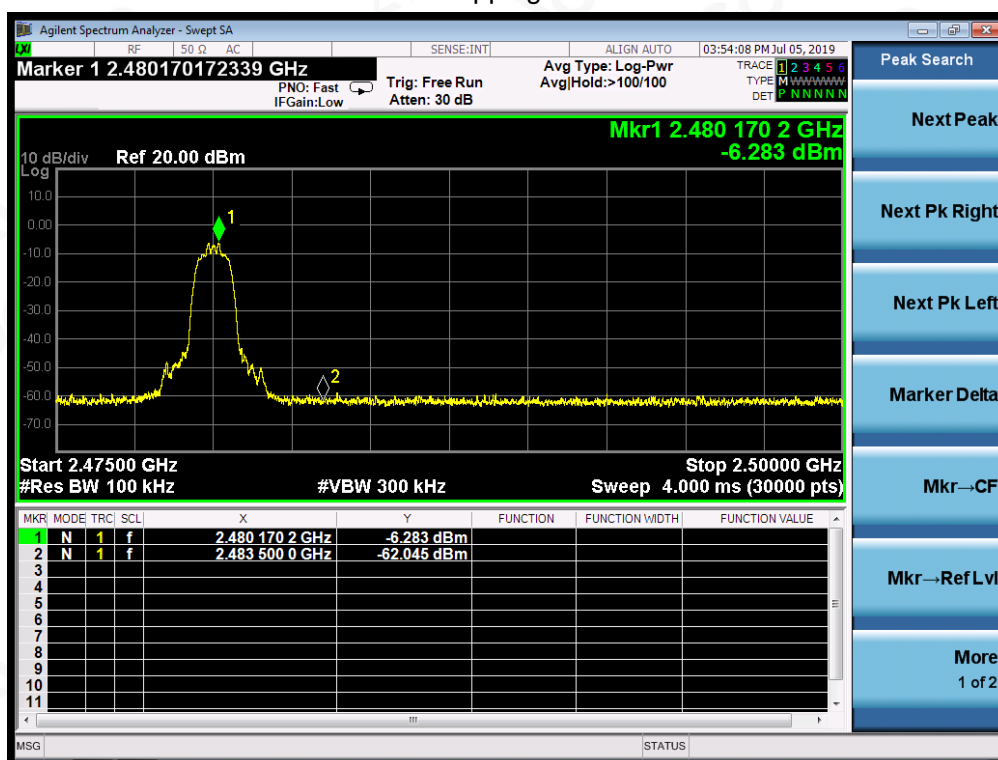 pping
Agilent Spectrum Analyzer - Swept SA
LXI RF 50 Ω AC SENSE:INT ALIGN AUTO 03:54:08 PM Jul 05, 2019
Marker 1 2.480170172339 GHz
PNO: Fast
IFGain:Low
Trig: Free Run
Atten: 30 dB
Avg Type: Log-Pwr
Avg|Hold:>100/100
TRACE 1 2 3 4 5 6
TYPE M WWWWW
DET P N N N N N
Peak Search
Mkr1 2.480 170 2 GHz
-6.283 dBm
10 dB/div Ref 20.00 dBm
Log
10.0
0.00
-10.0
-20.0
-30.0
-40.0
-50.0
-60.0
-70.0
1
2
Start 2.47500 GHz Stop 2.50000 GHz
#Res BW 100 kHz #VBW 300 kHz Sweep 4.000 ms (30000 pts)
MKR MODE TRC SCL X Y FUNCTION FUNCTION WIDTH FUNCTION VALUE
1 N 1 f 2.480 170 2 GHz -6.283 dBm
2 N 1 f 2.483 500 0 GHz -62.045 dBm
3
4
5
6
7
8
9
10
11
MSG STATUS
Next Peak
Next Pk Right
Next Pk Left
Marker Delta
Mkr→CF
Mkr→Ref Lvl
More
1 of 2